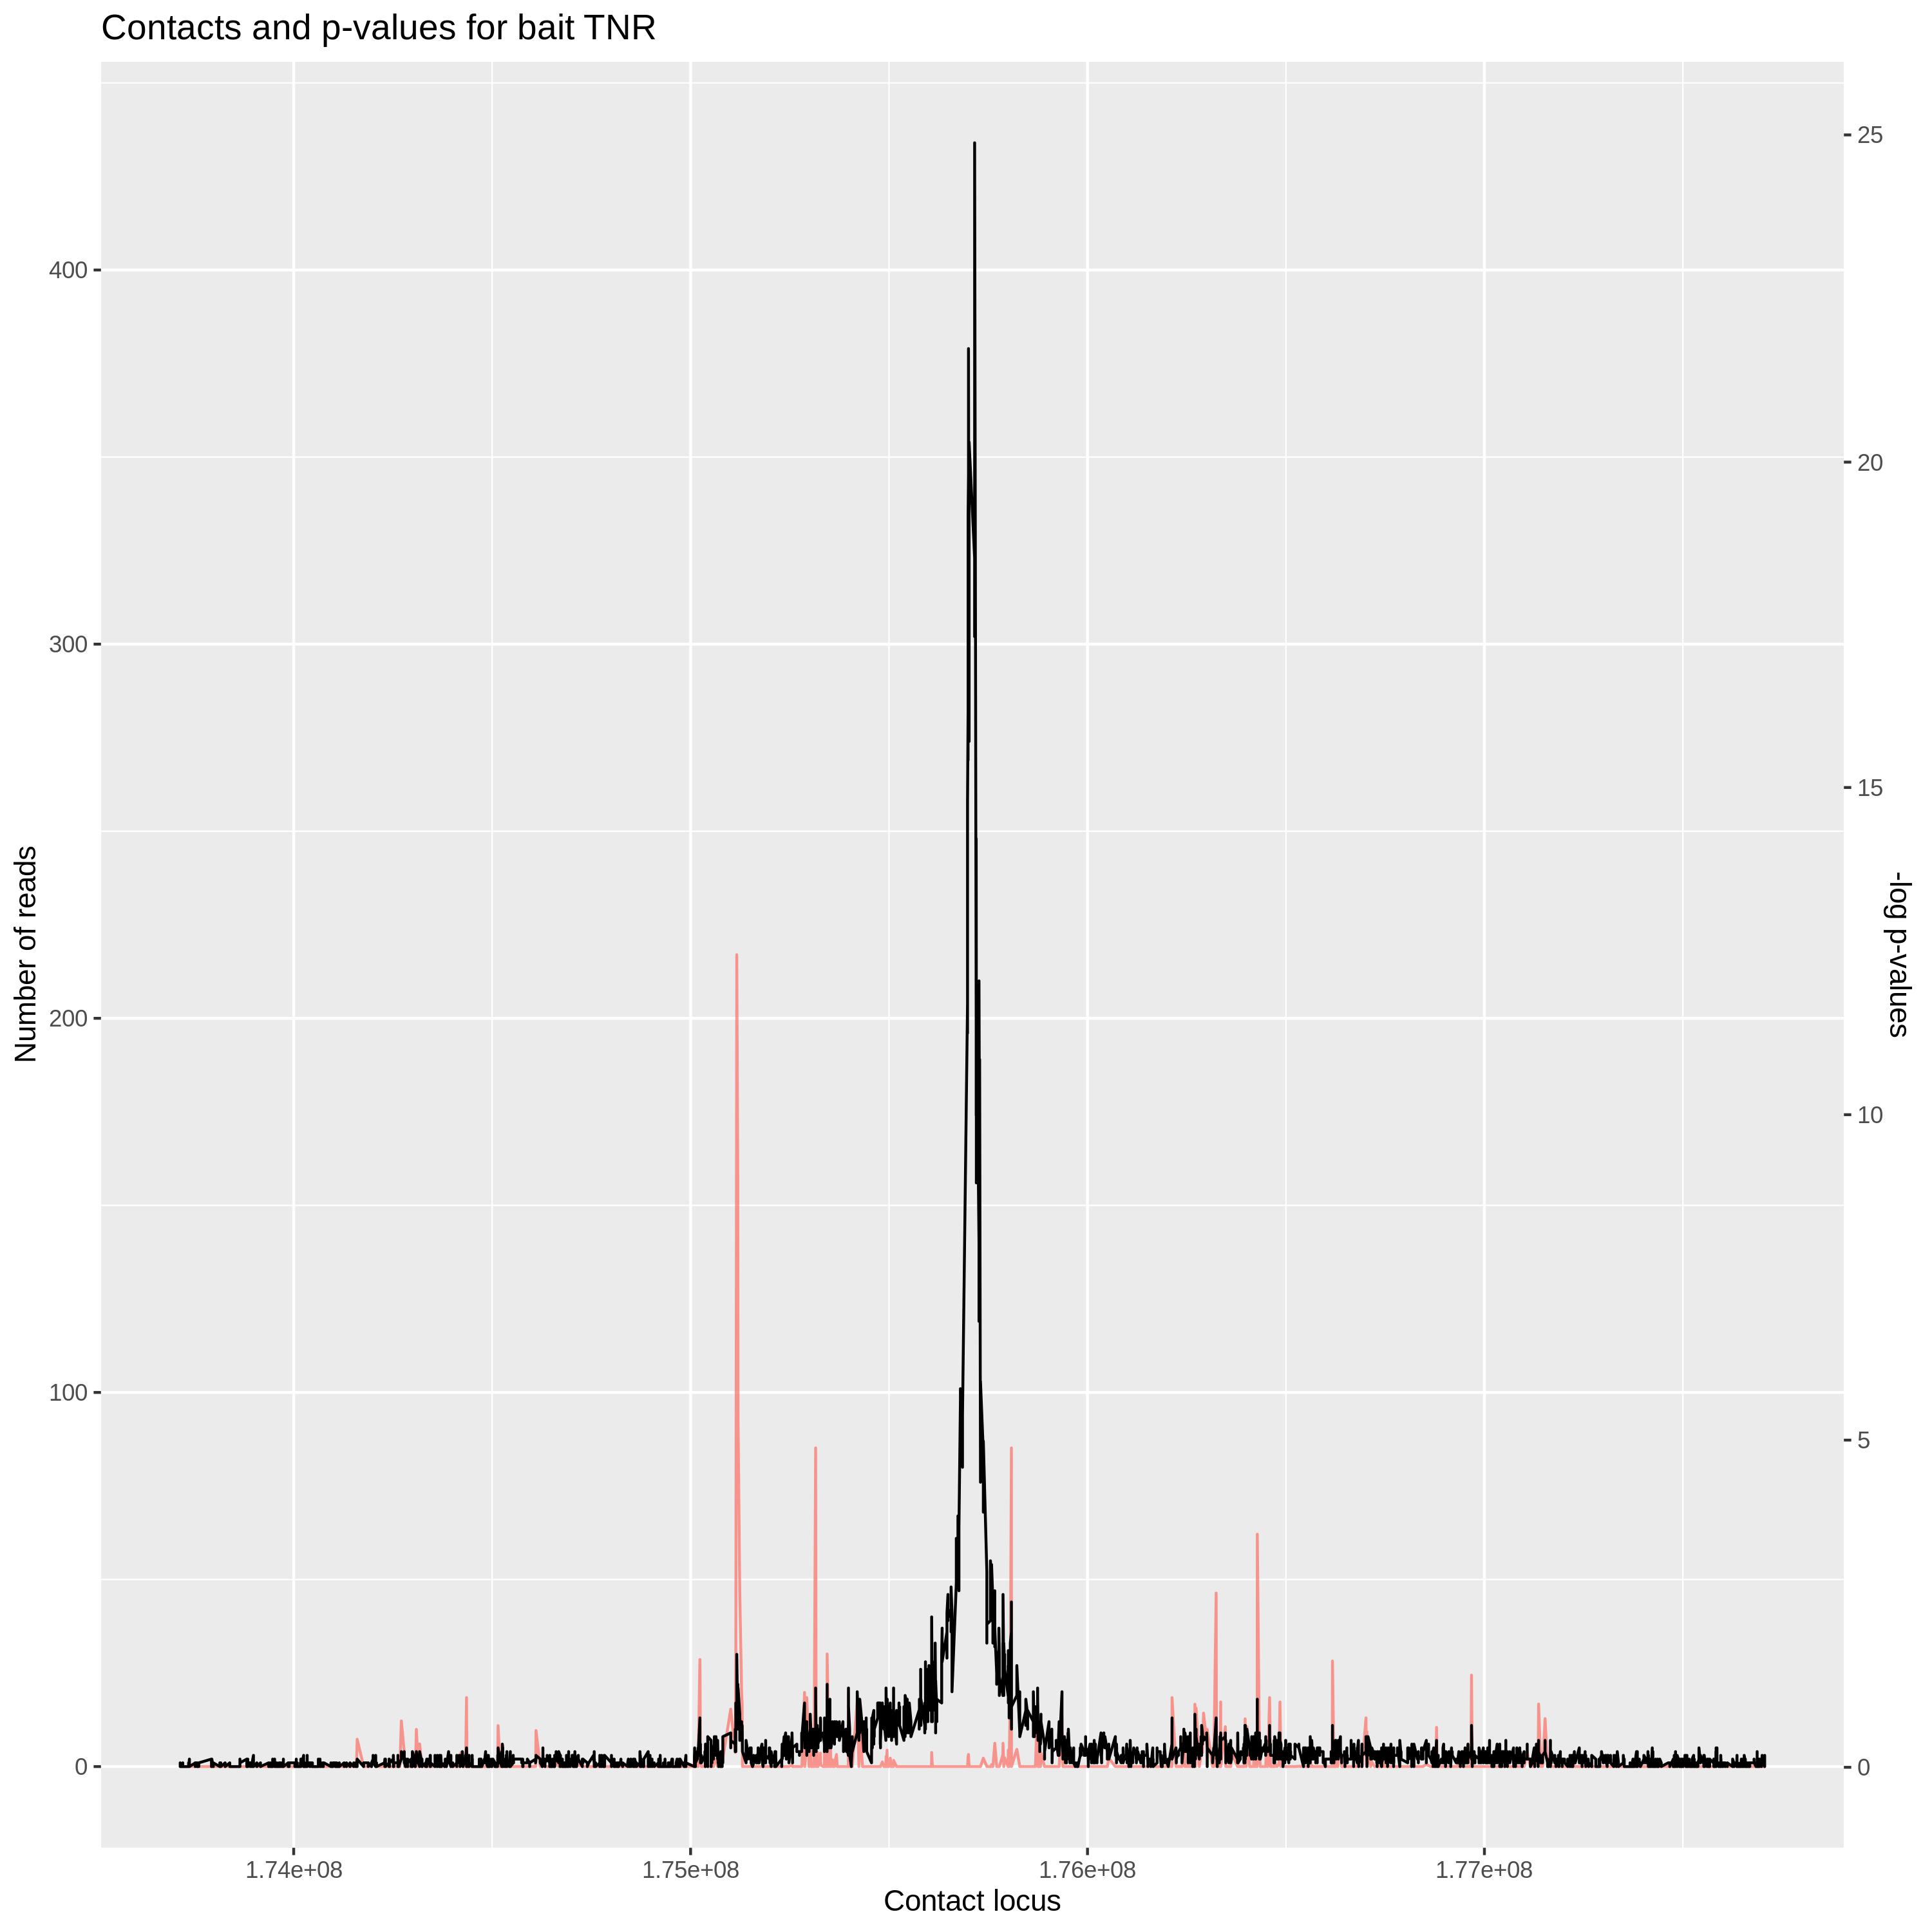 Contacts and p-values for bait TNR
Number of reads
400
300
200
100
0
25
20
15
10
5
0
-log p-values
1.74e+08
1.75e+08
1.76e+08
1.77e+08
Contact locus